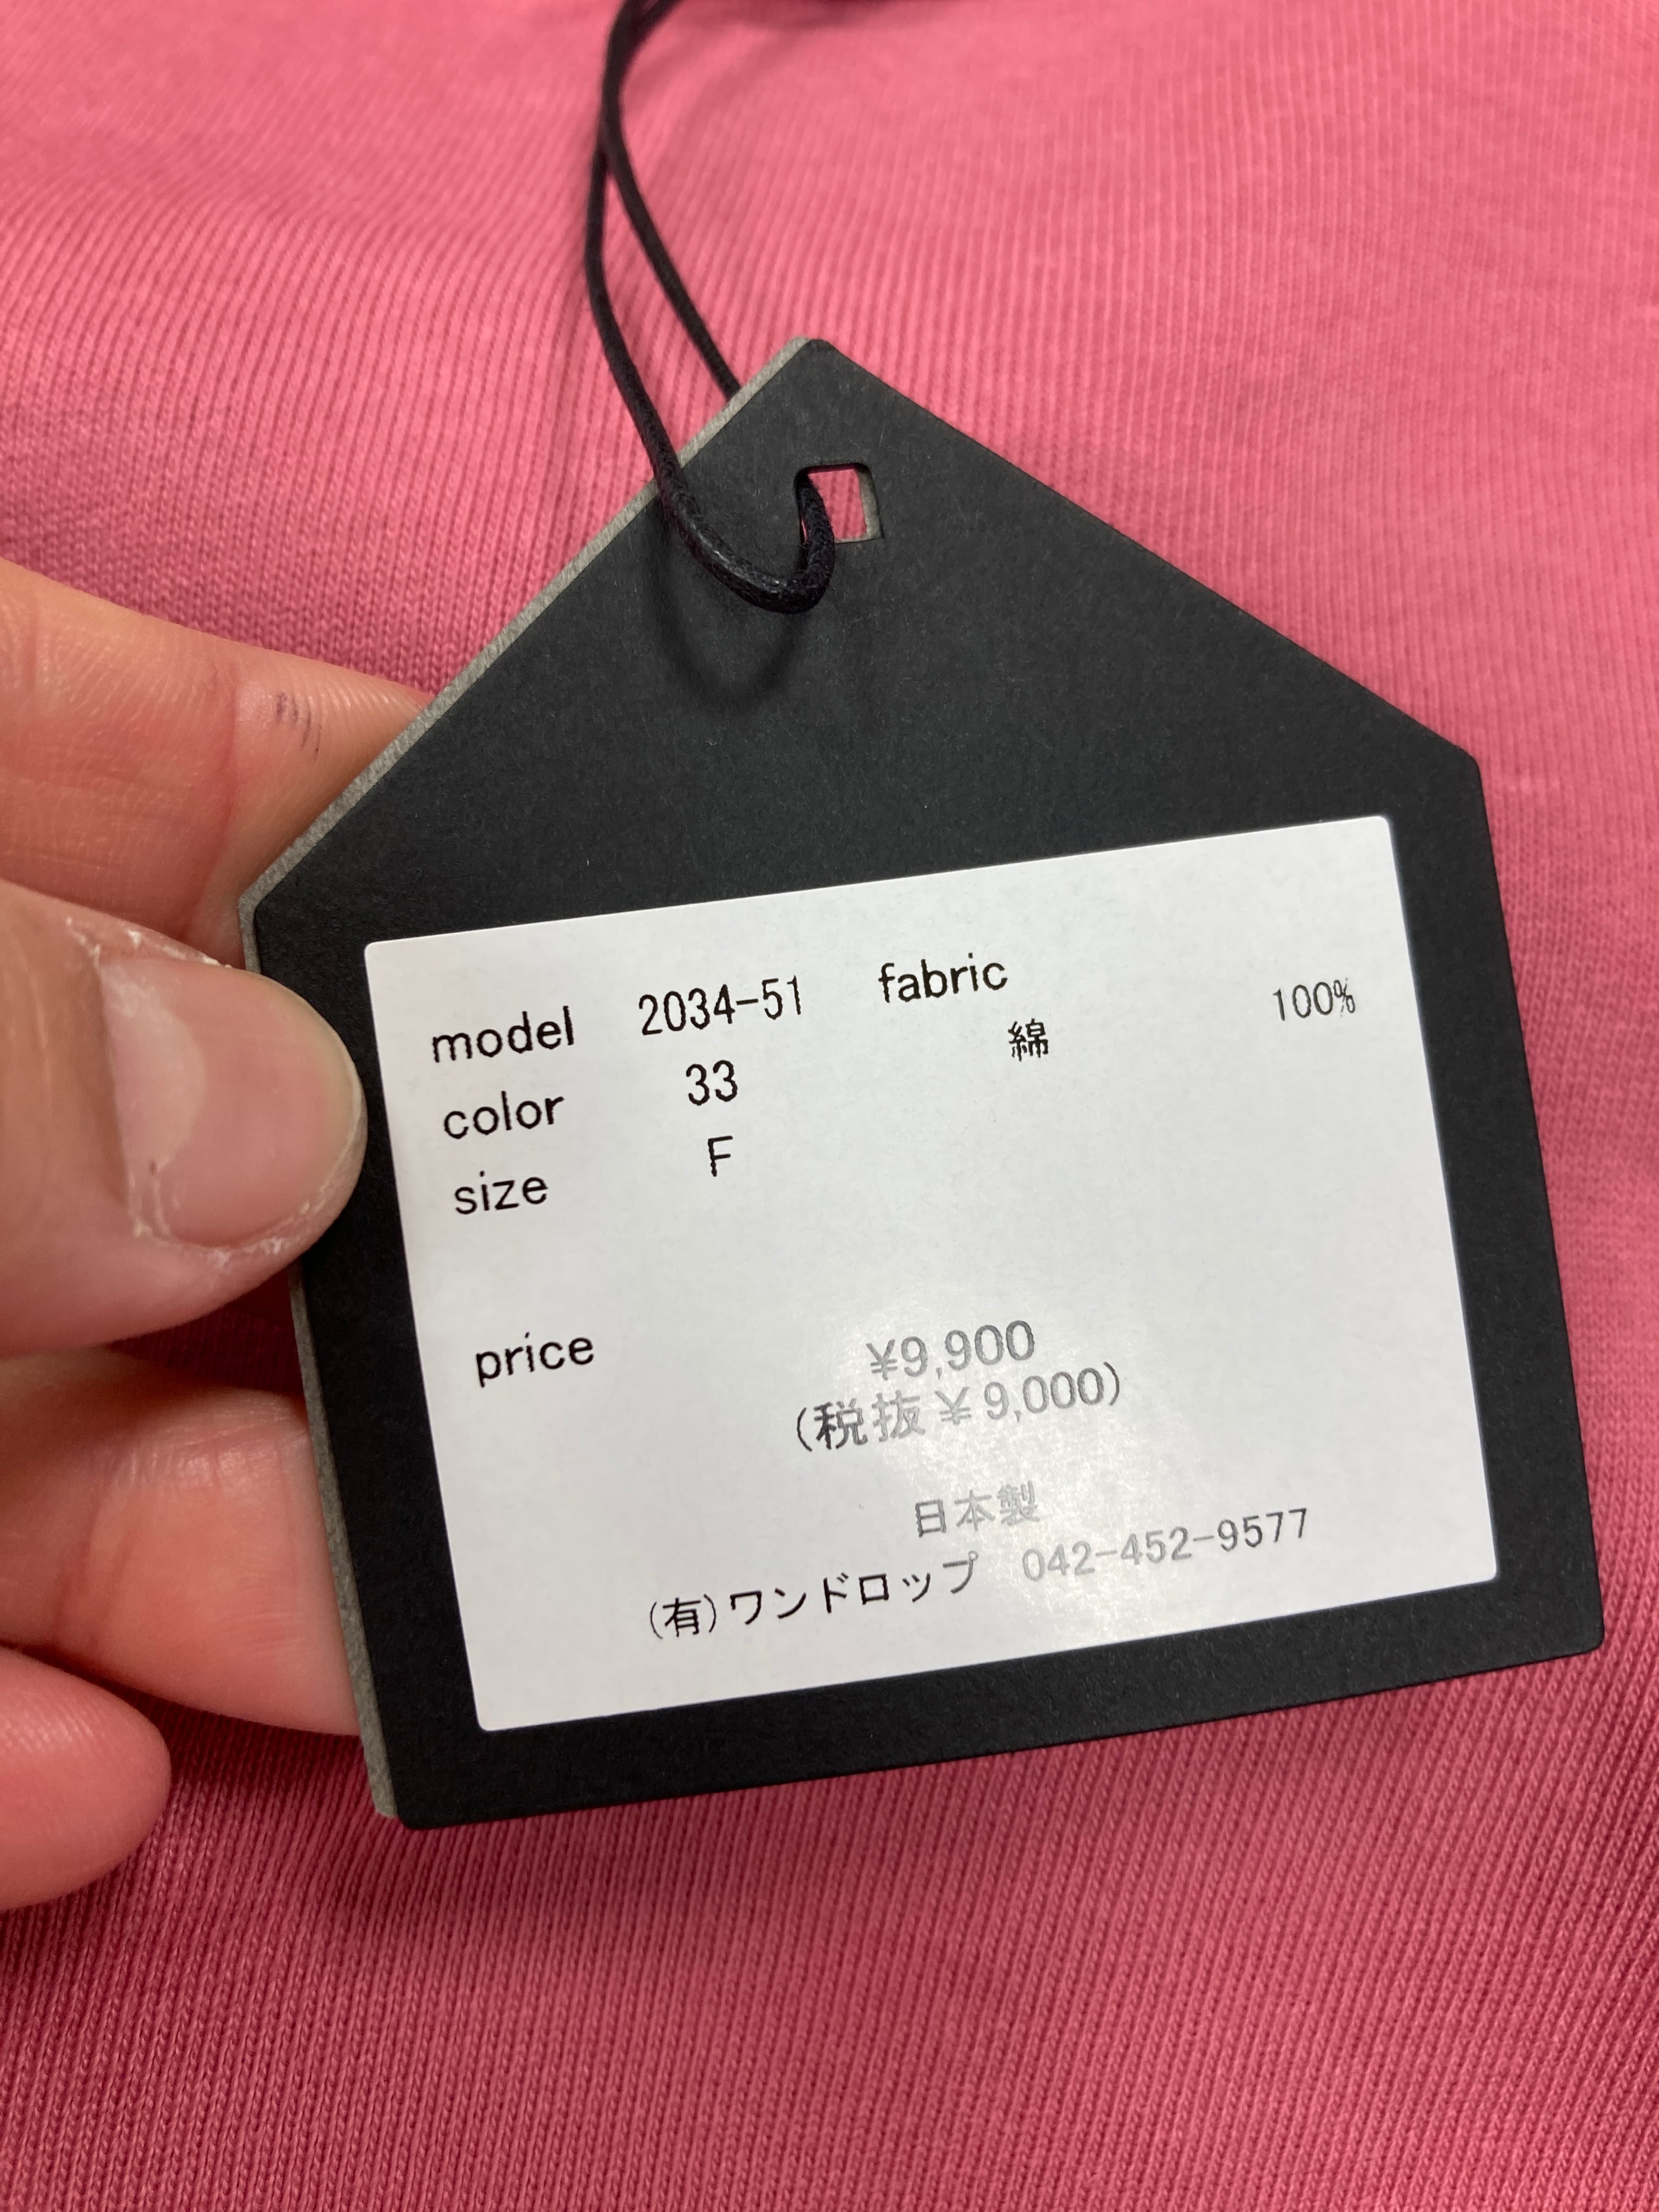 model 2034-51 fabric
綿 100%
color 33
size F
price ¥9,900
(税抜¥9,000)
日本製
(有)ワンドロップ 042-452-9577